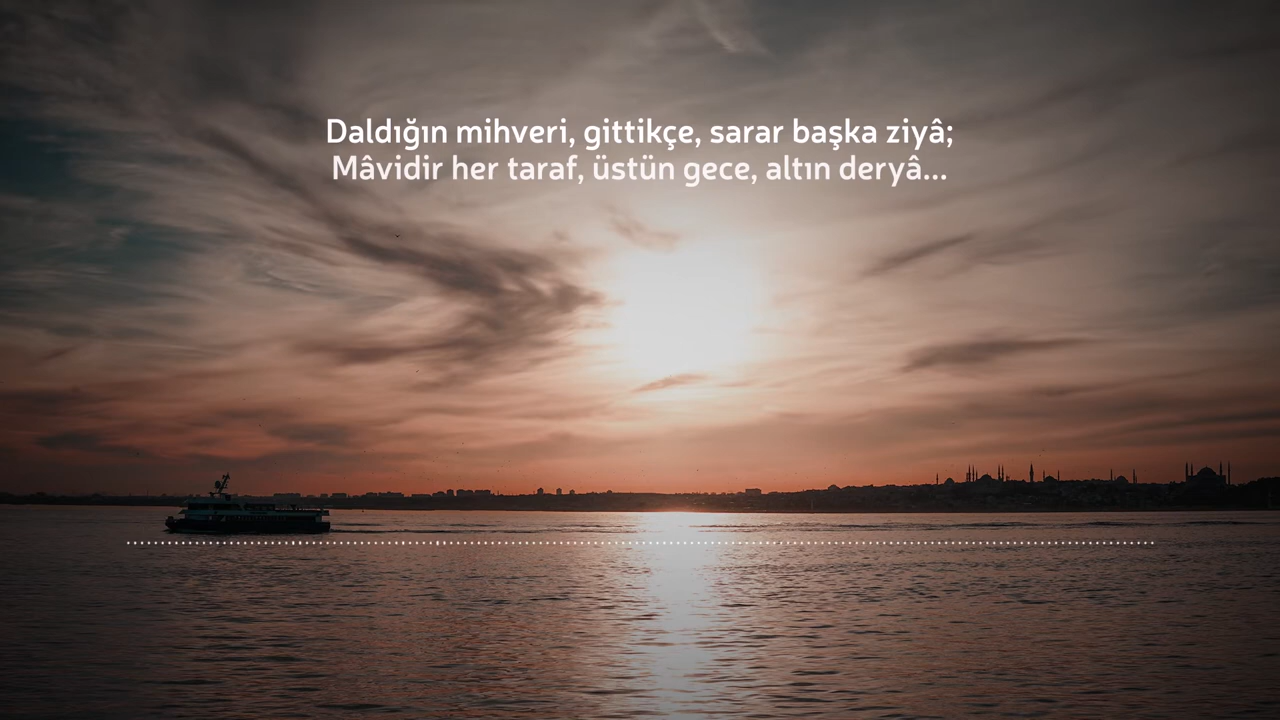 Daldığın mihveri, gittikçe, sarar başka ziyâ;
Mâvidir her taraf, üstün gece, altın deryâ...